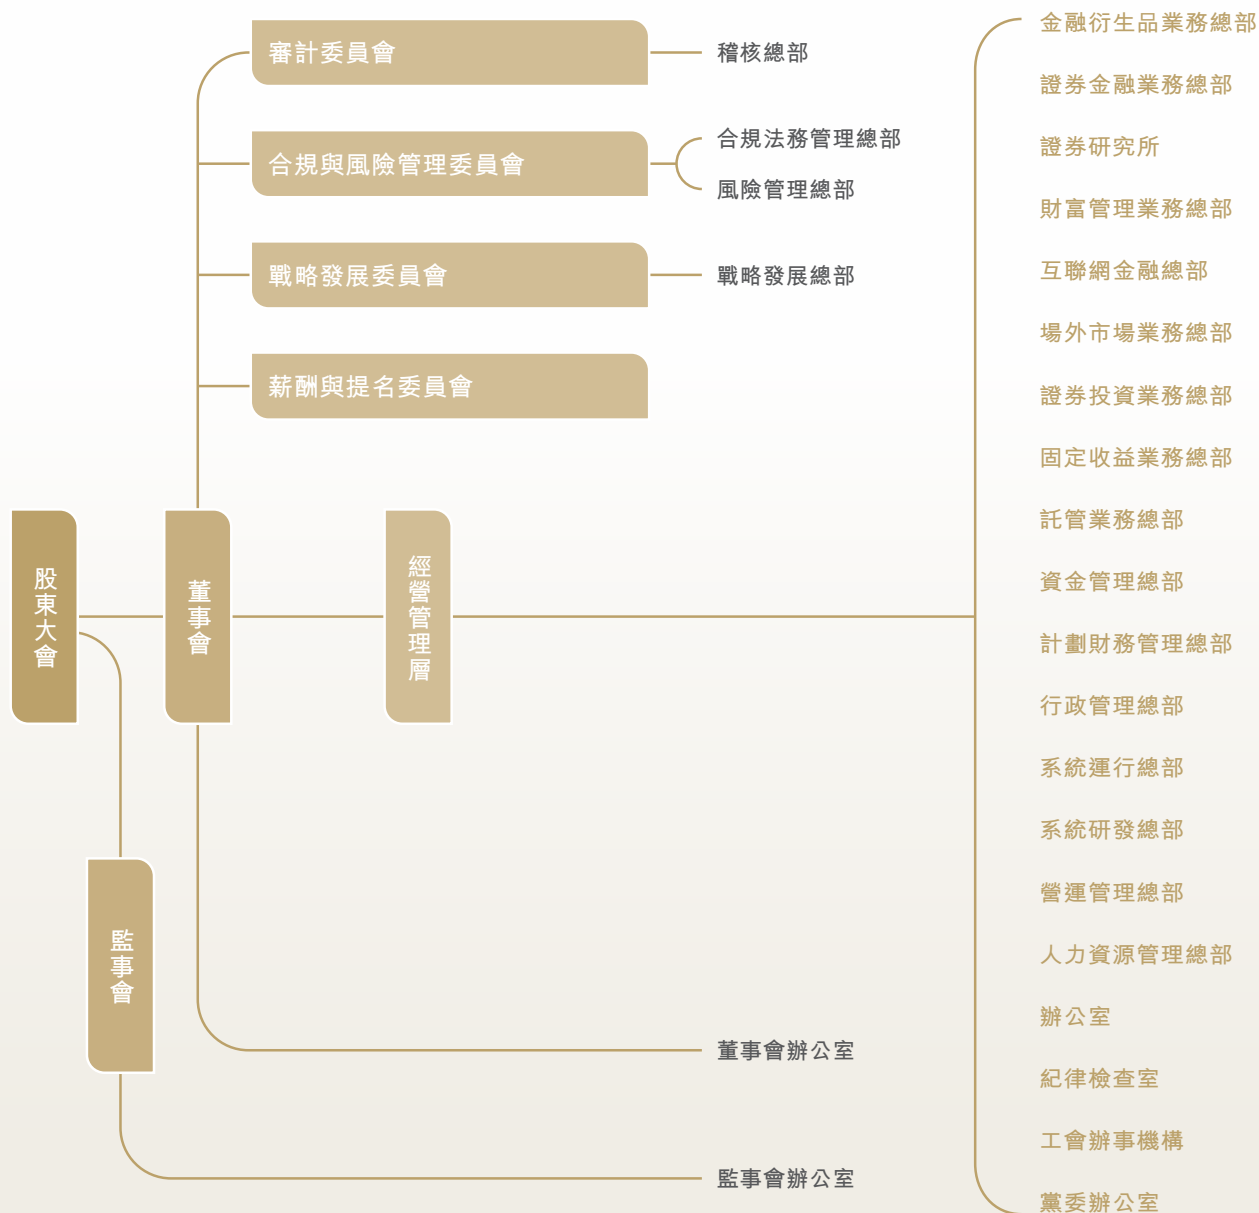 審計委員會
稽核總部
合規與風險管理委員會
合規法務管理總部
風險管理總部
戰略發展委員會
戰略發展總部
薪酬與提名委員會
股東大會
董事會
經營管理層
監事會
董事會辦公室
監事會辦公室
金融衍生品業務總部
證券金融業務總部
證券研究所
財富管理業務總部
互聯網金融總部
場外市場業務總部
證券投資業務總部
固定收益業務總部
託管業務總部
資金管理總部
計劃財務管理總部
行政管理總部
系統運行總部
系統研發總部
營運管理總部
人力資源管理總部
辦公室
紀律檢查室
工會辦事機構
黨委辦公室